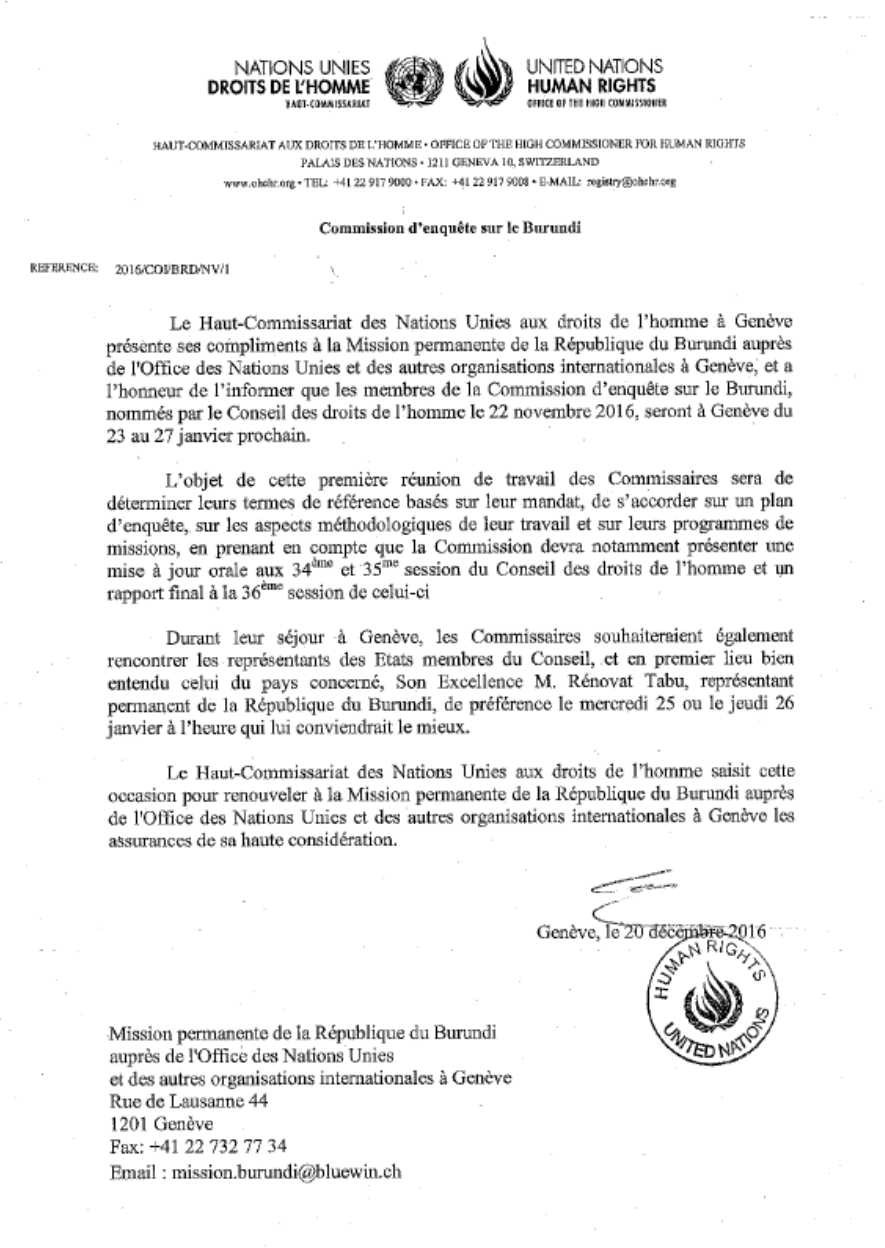 NATIONS UNIES
DROITS DE L'HOMME
HAUT-COMMISSARIAT
UNITED NATIONS
HUMAN RIGHTS
OFFICE OF THE HIGH COMMISSIONER
HAUT-COMMISSARIAT AUX DROITS DE L'HOMME • OFFICE OF THE HIGH COMMISSIONER FOR HUMAN RIGHTS
PALAIS DES NATIONS • 1211 GENEVA 10, SWITZERLAND
www.ohchr.org • TEL: +41 22 917 9000 • FAX: +41 22 917 9008 • E-MAIL: registry@ohchr.org
Commission d'enquête sur le Burundi
REFERENCE: 2016/COI/BRD/NV/1
Le Haut-Commissariat des Nations Unies aux droits de l'homme à Genève
présente ses compliments à la Mission permanente de la République du Burundi auprès
de l'Office des Nations Unies et des autres organisations internationales à Genève, et a
l'honneur de l'informer que les membres de la Commission d'enquête sur le Burundi,
nommés par le Conseil des droits de l'homme le 22 novembre 2016, seront à Genève du
23 au 27 janvier prochain.
L'objet de cette première réunion de travail des Commissaires sera de
déterminer leurs termes de référence basés sur leur mandat, de s'accorder sur un plan
d'enquête, sur les aspects méthodologiques de leur travail et sur leurs programmes de
missions, en prenant en compte que la Commission devra notamment présenter une
mise à jour orale aux 34ème et 35me session du Conseil des droits de l'homme et un
rapport final à la 36ème session de celui-ci
Durant leur séjour à Genève, les Commissaires souhaiteraient également
rencontrer les représentants des Etats membres du Conseil, et en premier lieu bien
entendu celui du pays concerné, Son Excellence M. Rénovat Tabu, représentant
permanent de la République du Burundi, de préférence le mercredi 25 ou le jeudi 26
janvier à l'heure qui lui conviendrait le mieux.
Le Haut-Commissariat des Nations Unies aux droits de l'homme saisit cette
occasion pour renouveler à la Mission permanente de la République du Burundi auprès
de l'Office des Nations Unies et des autres organisations internationales à Genève les
assurances de sa haute considération.
Genève, le 20 décembre 2016
HUMAN RIGHTS
UNITED NATIONS
Mission permanente de la République du Burundi
auprès de l'Office des Nations Unies
et des autres organisations internationales à Genève
Rue de Lausanne 44
1201 Genève
Fax: +41 22 732 77 34
Email : mission.burundi@bluewin.ch